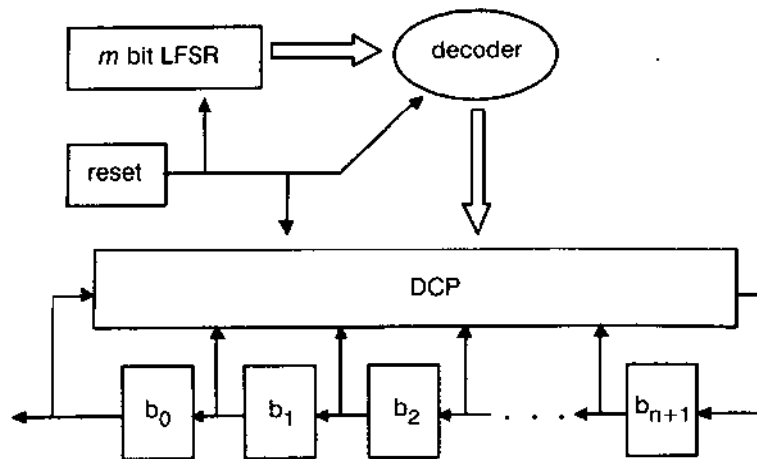 m bit LFSR
decoder
reset
DCP
b0 b1 b2 . . . bn+1